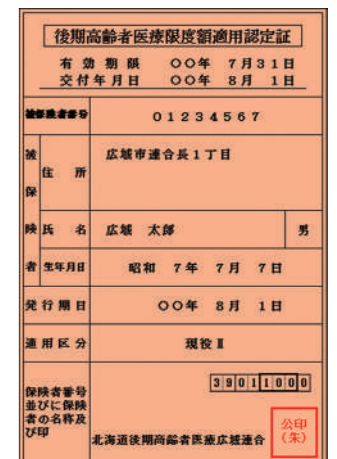 後期高齢者医療限度額適用認定証
有効期限 〇〇年 7月31日
交付年月日 〇〇年 8月 1日
被保険者番号 01234567
被保険者
住所 広域市連合長1丁目
氏名 広域 太郎 男
生年月日 昭和 7年 7月 7日
発行期日 〇〇年 8月 1日
適用区分 現役Ⅱ
保険者番号
並びに保険
者の名称及
び印
39011000
北海道後期高齢者医療広域連合
公印
(朱)